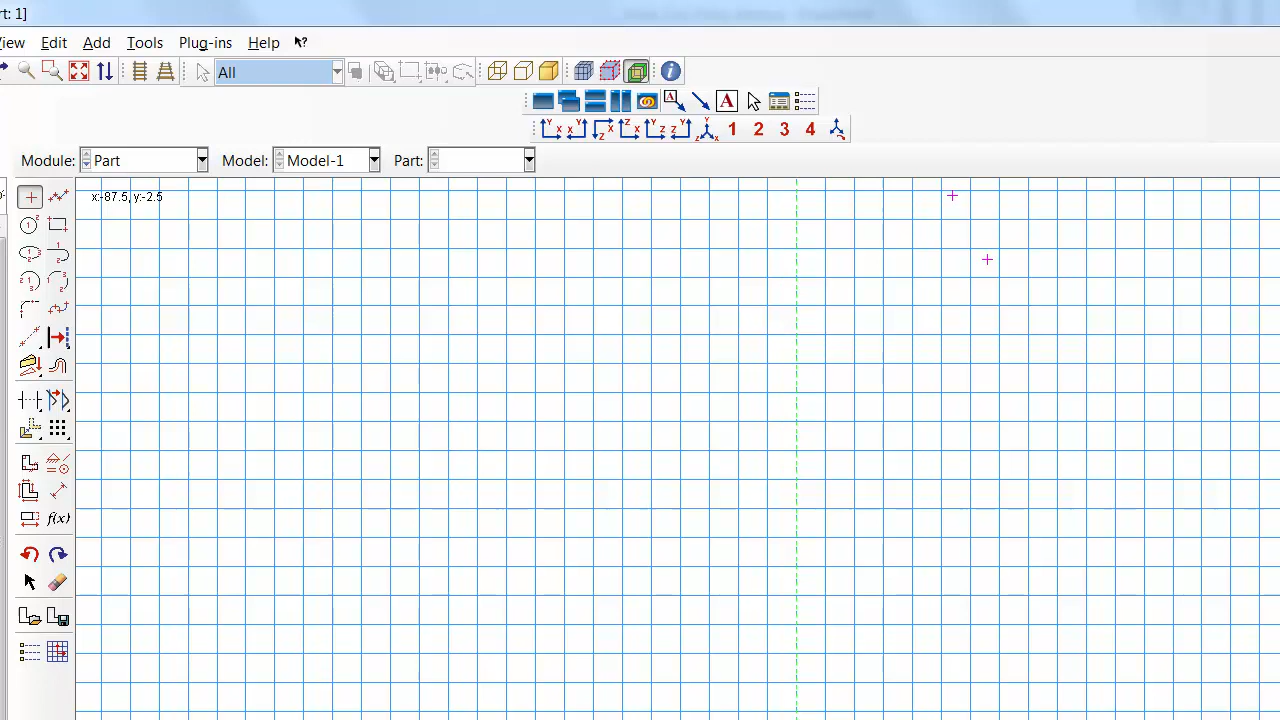 rt: 1]
View Edit Add Tools Plug-ins Help ?
All
A A
1 2 3 4
Module: Part Model: Model-1 Part:
x:-87.5, y:-2.5
f(x)